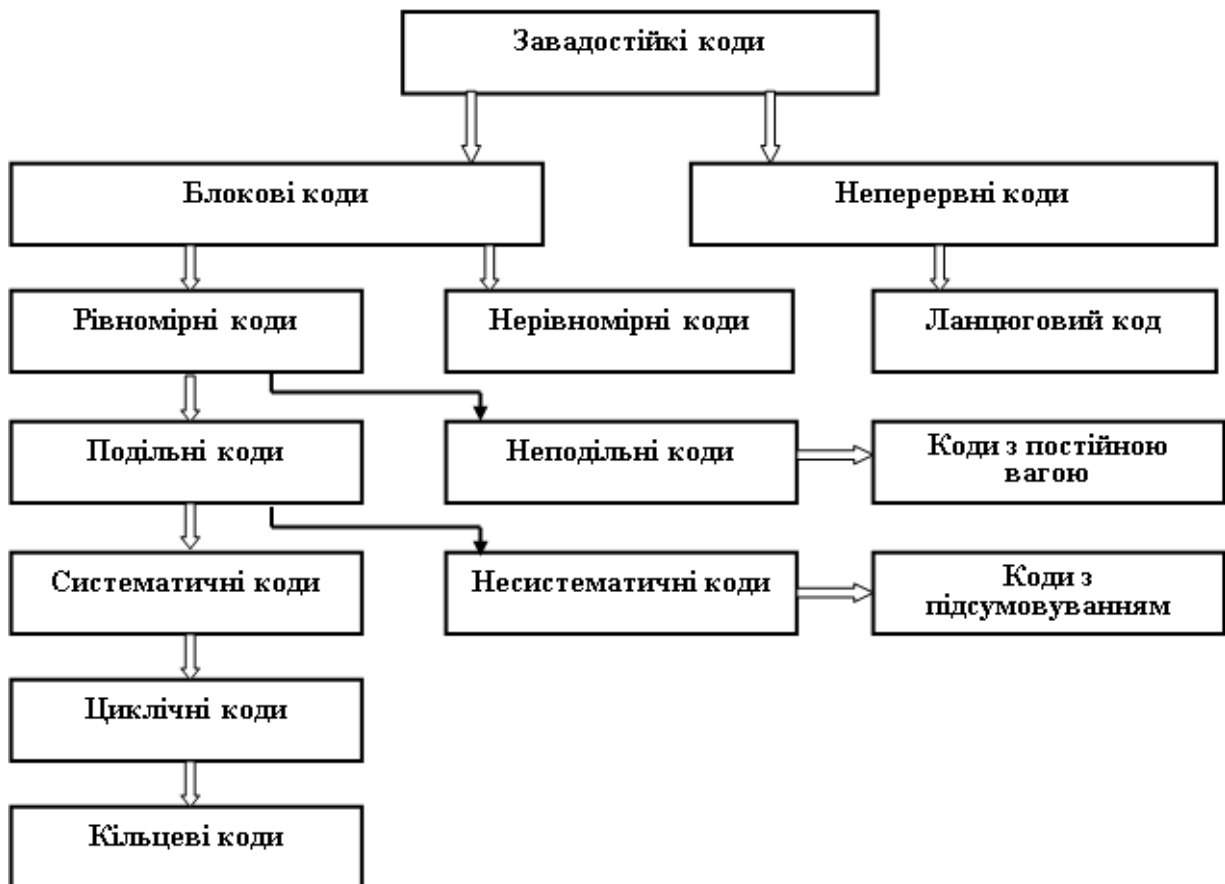 Завадостійкі коди
Блокові коди
Неперервні коди
Рівномірні коди
Нерівномірні коди
Ланцюговий код
Подільні коди
Неподільні коди
Коди з постійною
вагою
Систематичні коди
Несистематичні коди
Коди з
підсумовуванням
Циклічні коди
Кільцеві коди